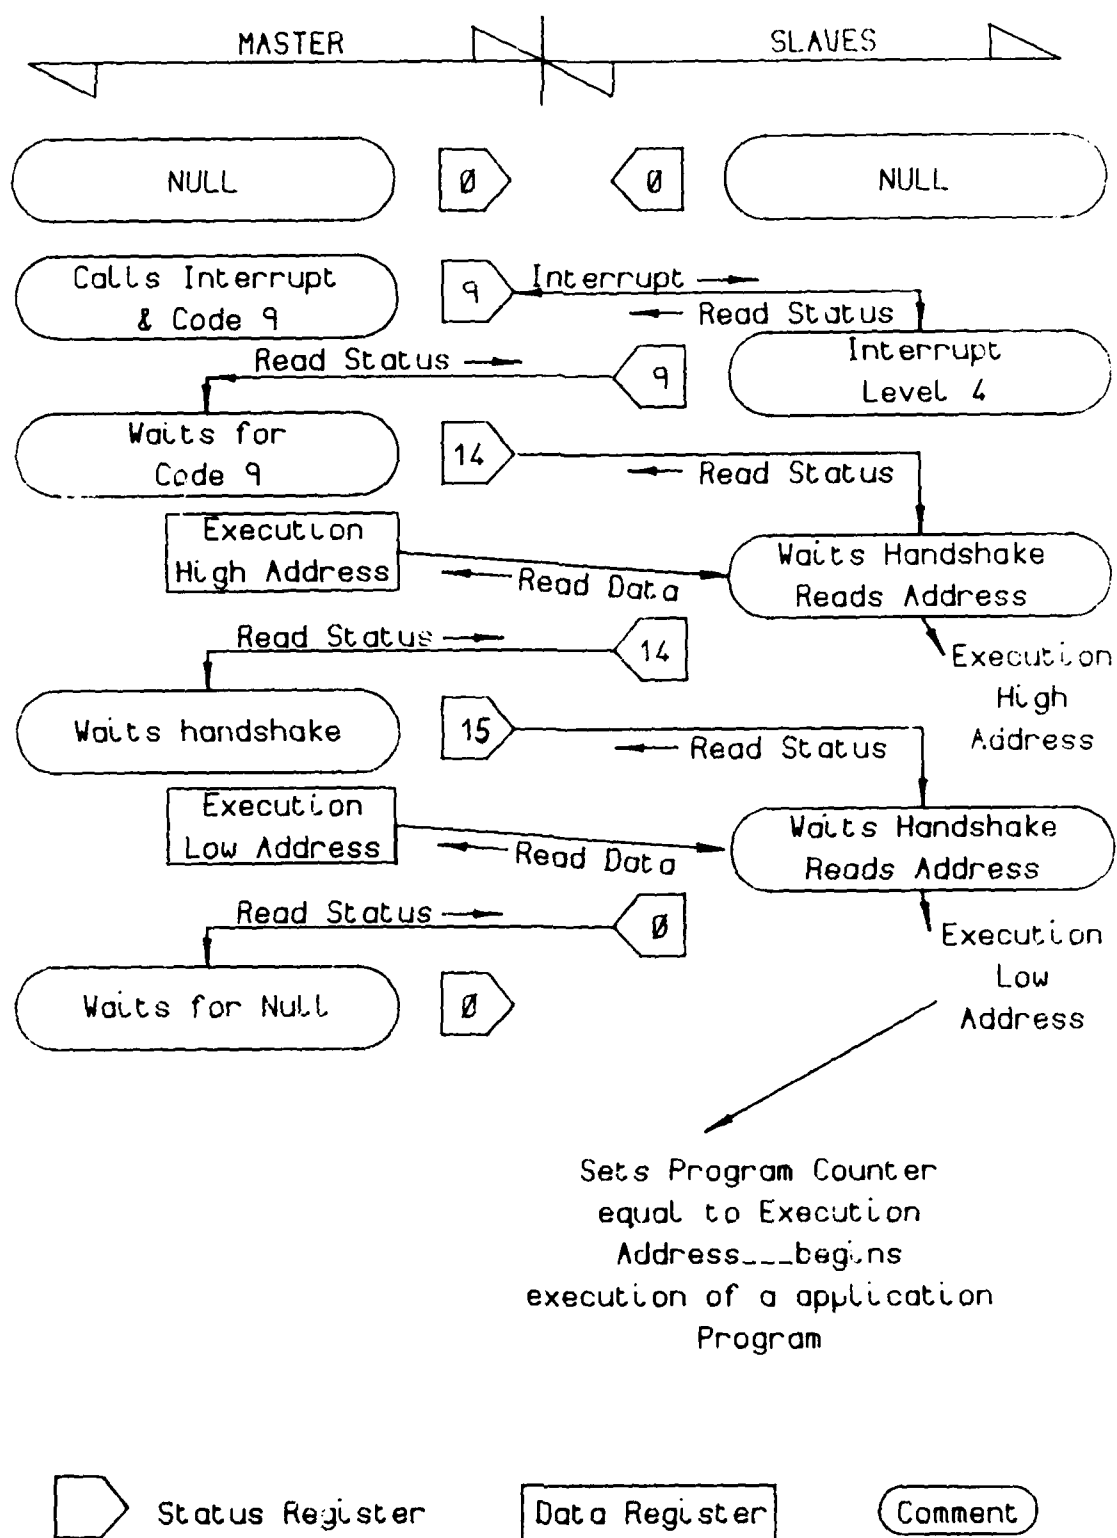 MASTER
SLAVES
NULL
Ø
Ø
NULL
Calls Interrupt
& Code 9
9
Interrupt
Read Status
Interrupt
Level 4
Read Status
9
Waits for
Code 9
14
Read Status
Execution
High Address
Read Data
Waits Handshake
Reads Address
Read Status
14
Execution
High
Address
Waits handshake
15
Read Status
Execution
Low Address
Read Data
Waits Handshake
Reads Address
Read Status
Ø
Execution
Low
Address
Waits for Null
Ø
Sets Program Counter
equal to Execution
Address___begins
execution of a application
Program
Status Register
Data Register
Comment